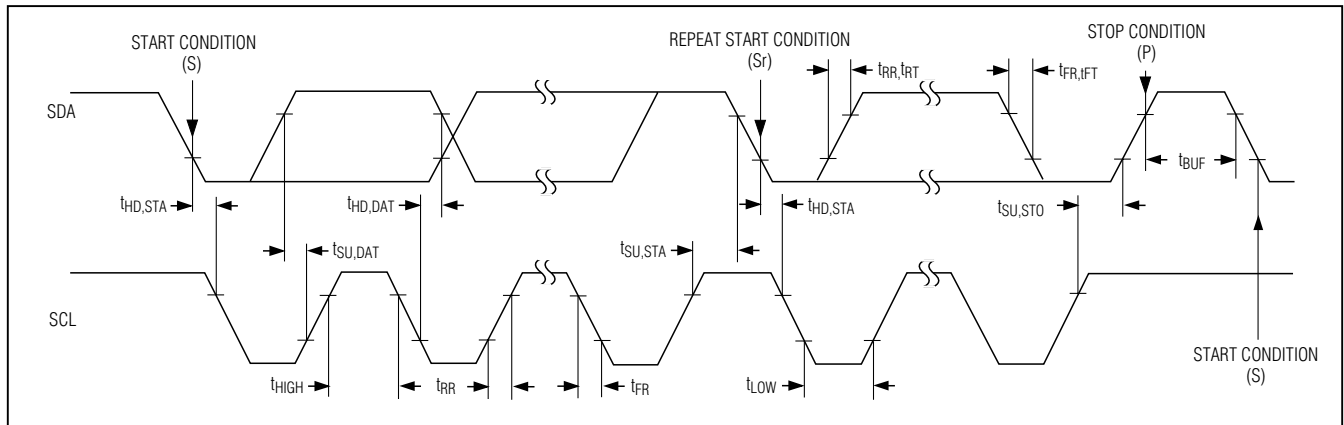 START CONDITION
(S)
REPEAT START CONDITION
(Sr)
STOP CONDITION
(P)
tRR,tRT
tFR,tFT
SDA
tBUF
tHD,STA
tHD,DAT
tHD,STA
tSU,STO
tSU,DAT
tSU,STA
SCL
START CONDITION
(S)
tHIGH
tRR
tFR
tLOW